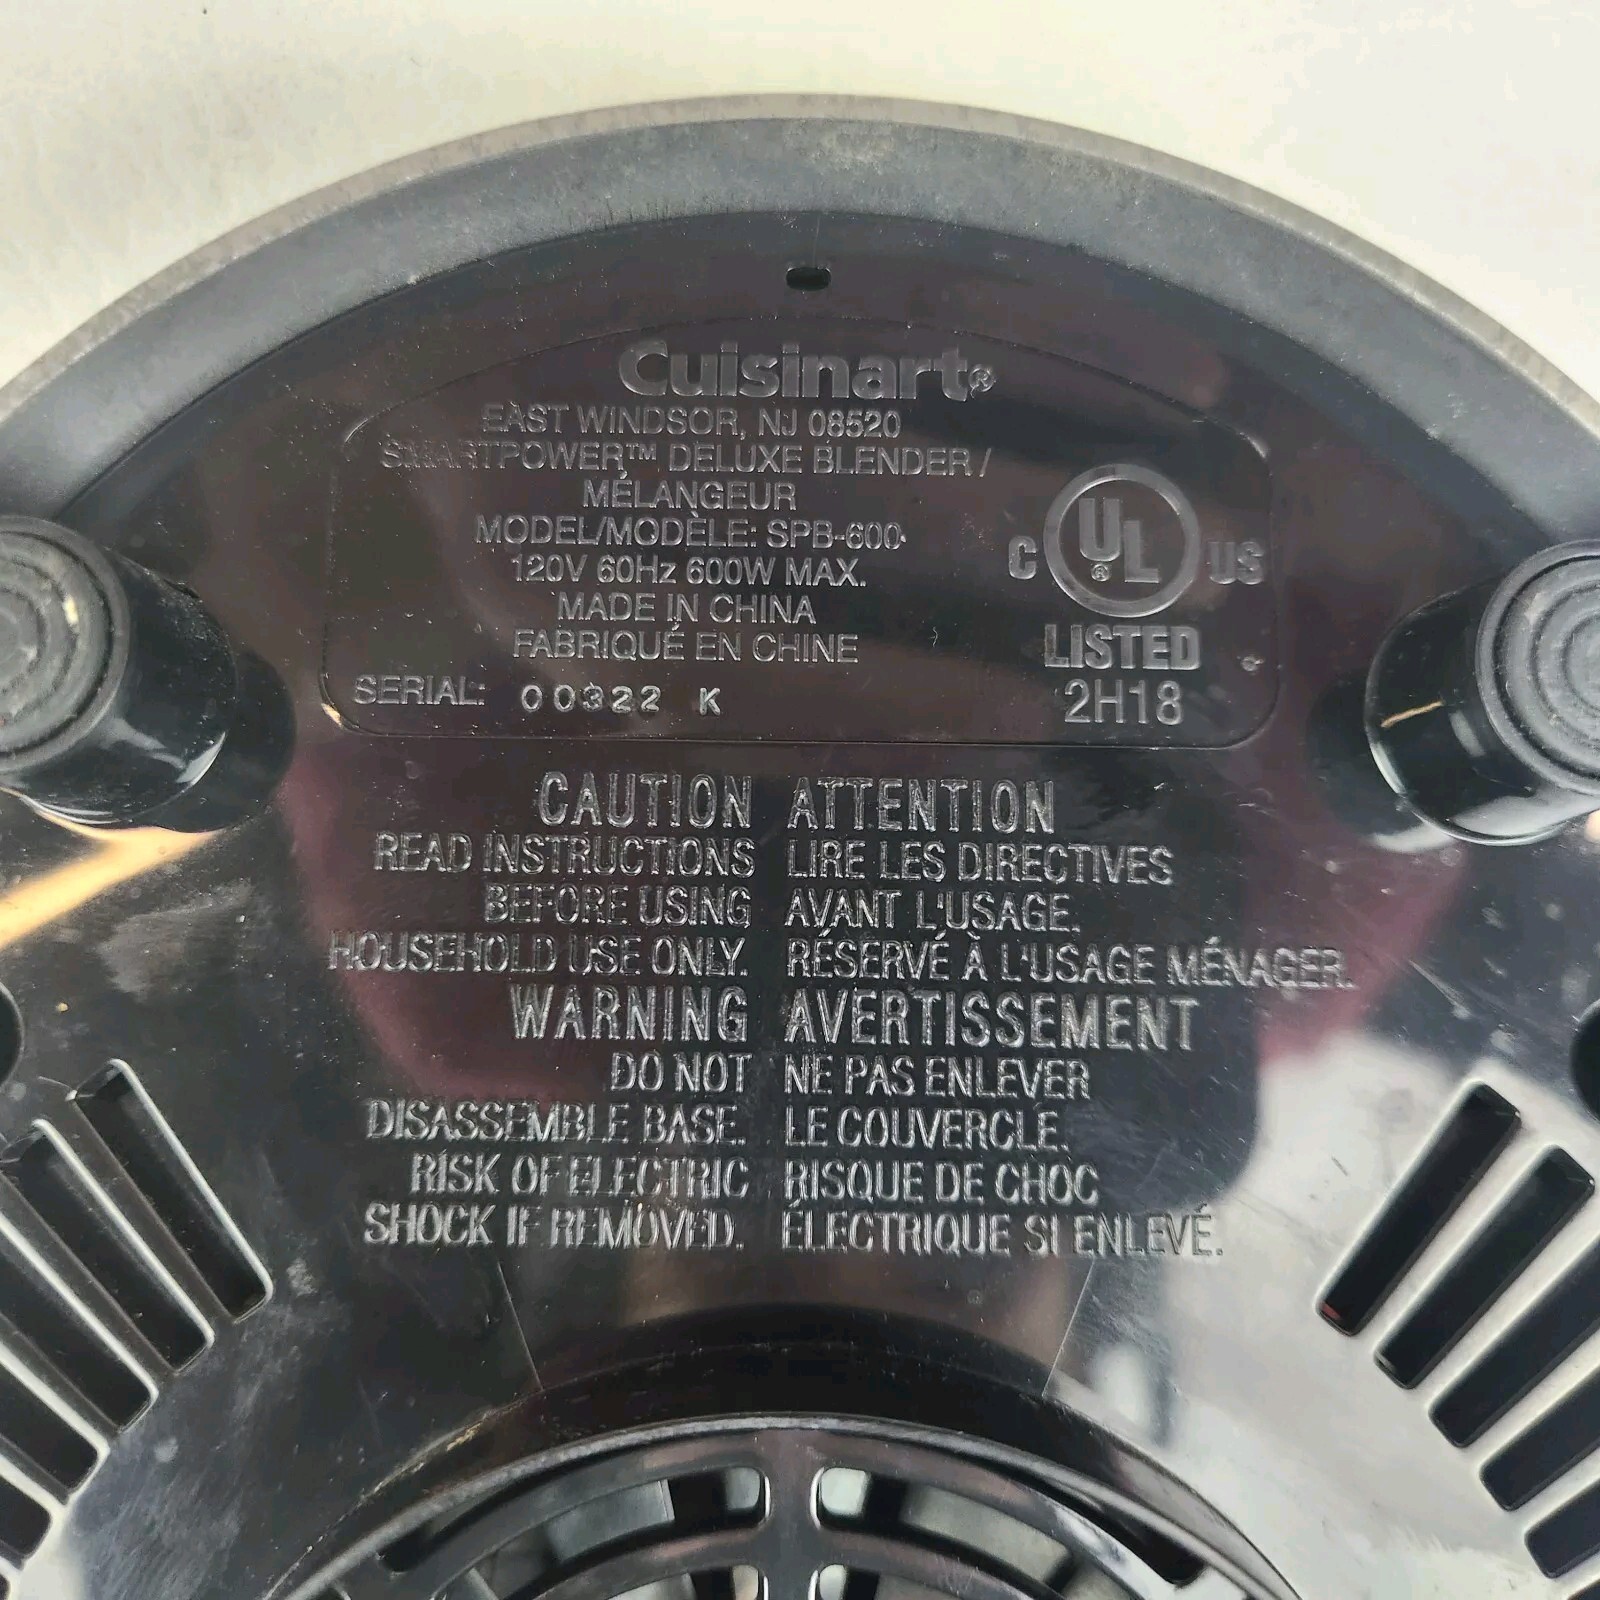 Cuisinart®
EAST WINDSOR, NJ 08520
SMARTPOWER™ DELUXE BLENDER /
MÉLANGEUR
MODEL/MODÈLE: SPB-600
120V 60Hz 600W MAX.
MADE IN CHINA
FABRIQUÉ EN CHINE
SERIAL: 00322 K
C UL® US
LISTED
2H18
CAUTION
READ INSTRUCTIONS
BEFORE USING
HOUSEHOLD USE ONLY.
WARNING
DO NOT
DISASSEMBLE BASE.
RISK OF ELECTRIC
SHOCK IF REMOVED.
ATTENTION
LIRE LES DIRECTIVES
AVANT L'USAGE.
RÉSERVÉ À L'USAGE MÉNAGER.
AVERTISSEMENT
NE PAS ENLEVER
LE COUVERCLE.
RISQUE DE CHOC
ÉLECTRIQUE SI ENLEVÉ.